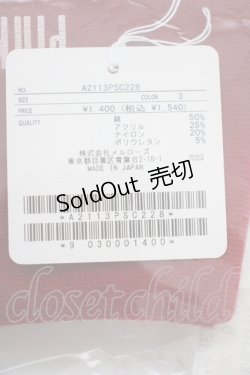 NO. A2113PSC228
SIZE COLOR 3
PRICE ¥1,400 (税込 ¥1,540)
QUALITY 綿 50%
アクリル 25%
ナイロン 20%
ポリウレタン 5%
株式会社メルローズ
MADE IN JAPAN 2023
SoldOut 売切
*A2113PSC228*
*9030001400*
closet child